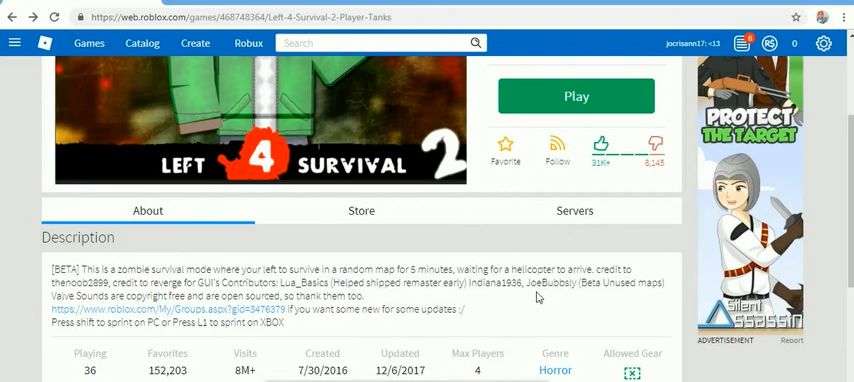 https://web.roblox.com/games/468748364/Left-4-Survival-2-Player-Tanks
Games Catalog Create Robux Search jocrisann17: <13 6 R$ 0
Play
PROTECT
THE TARGET
Favorite Follow 31K+ 8,145
LEFT 4 SURVIVAL 2
About Store Servers
Description
[BETA] This is a zombie survival mode where your left to survive in a random map for 5 minutes, waiting for a helicopter to arrive. credit to
thenoob2899, credit to reverge for GUI's Contributors: Lua_Basics (Helped shipped remaster early) Indiana1936, JoeBubbsly (Beta Unused maps)
Valve Sounds are copyright free and are open sourced, so thank them too.
https://www.roblox.com/My/Groups.aspx?gid=3476379 If you want some new for some updates :/
Press shift to sprint on PC or Press L1 to sprint on XBOX
Silent
Assassin
ADVERTISEMENT Report
Playing Favorites Visits Created Updated Max Players Genre Allowed Gear
36 152,203 8M+ 7/30/2016 12/6/2017 4 Horror